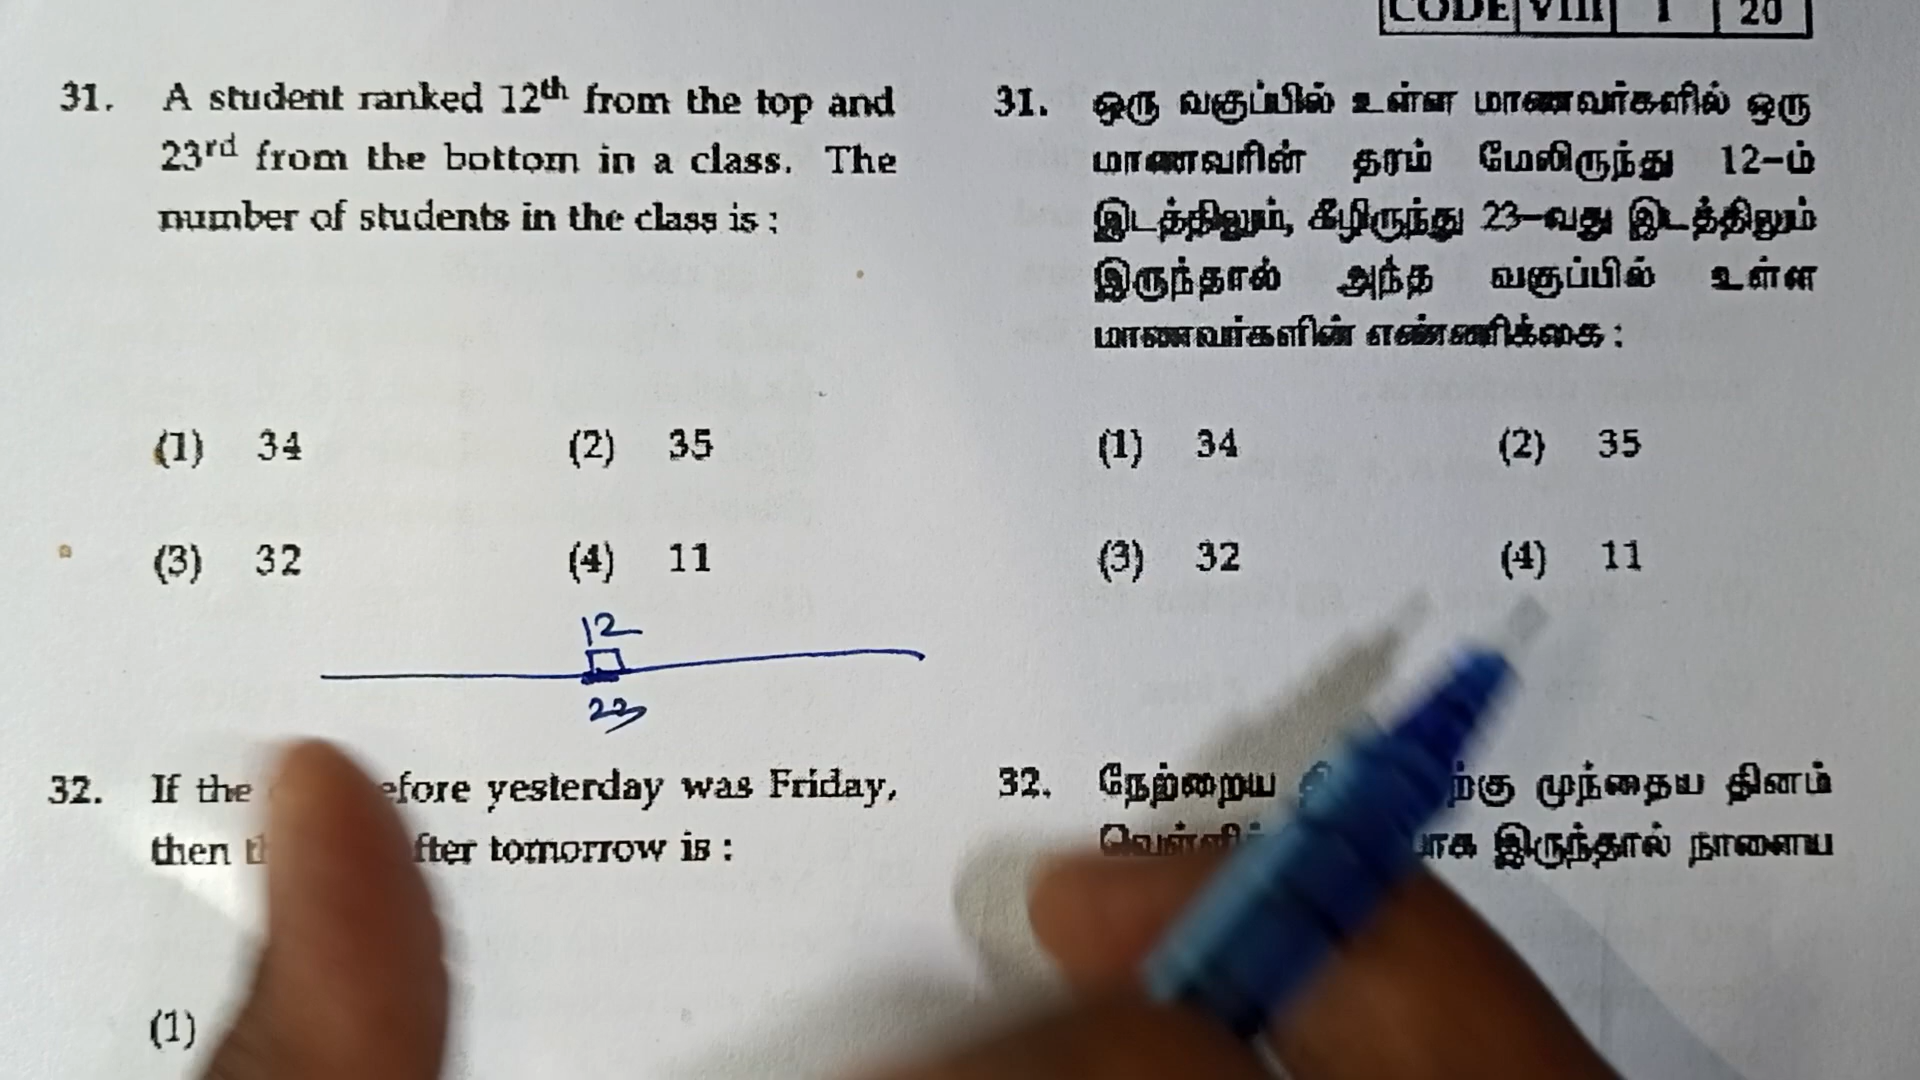 CODE VIII 1 20
31. A student ranked 12th from the top and
23rd from the bottom in a class. The
number of students in the class is :
(1) 34 (2) 35
(3) 32 (4) 11
12
23
32. If the efore yesterday was Friday,
then fter tomorrow is :
(1)
31. ஒரு வகுப்பில் உள்ள மாணவர்களில் ஒரு
மாணவரின் தரம் மேலிருந்து 12-ம்
இடத்திலும், கீழிருந்து 23-வது இடத்திலும்
இருந்தால் அந்த வகுப்பில் உள்ள
மாணவர்களின் எண்ணிக்கை :
(1) 34 (2) 35
(3) 32 (4) 11
32. நேற்றைய முந்தைய தினம்
இருந்தால் நாளைய